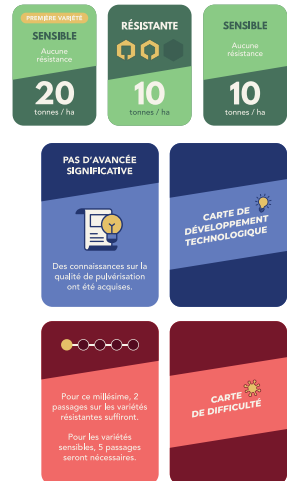 PREMIÈRE VARIÉTÉ
SENSIBLE
Aucune
résistance
20
tonnes / ha
RÉSISTANTE
10
tonnes / ha
SENSIBLE
Aucune
résistance
10
tonnes / ha
PAS D'AVANCÉE
SIGNIFICATIVE
Des connaissances sur la
qualité de pulvérisation
ont été acquises.
CARTE DE
DÉVELOPPEMENT
TECHNOLOGIQUE
Pour ce millésime, 2
passages sur les variétés
résistantes suffiront.
Pour les variétés
sensibles, 5 passages
seront nécessaires.
CARTE
DE DIFFICULTÉ